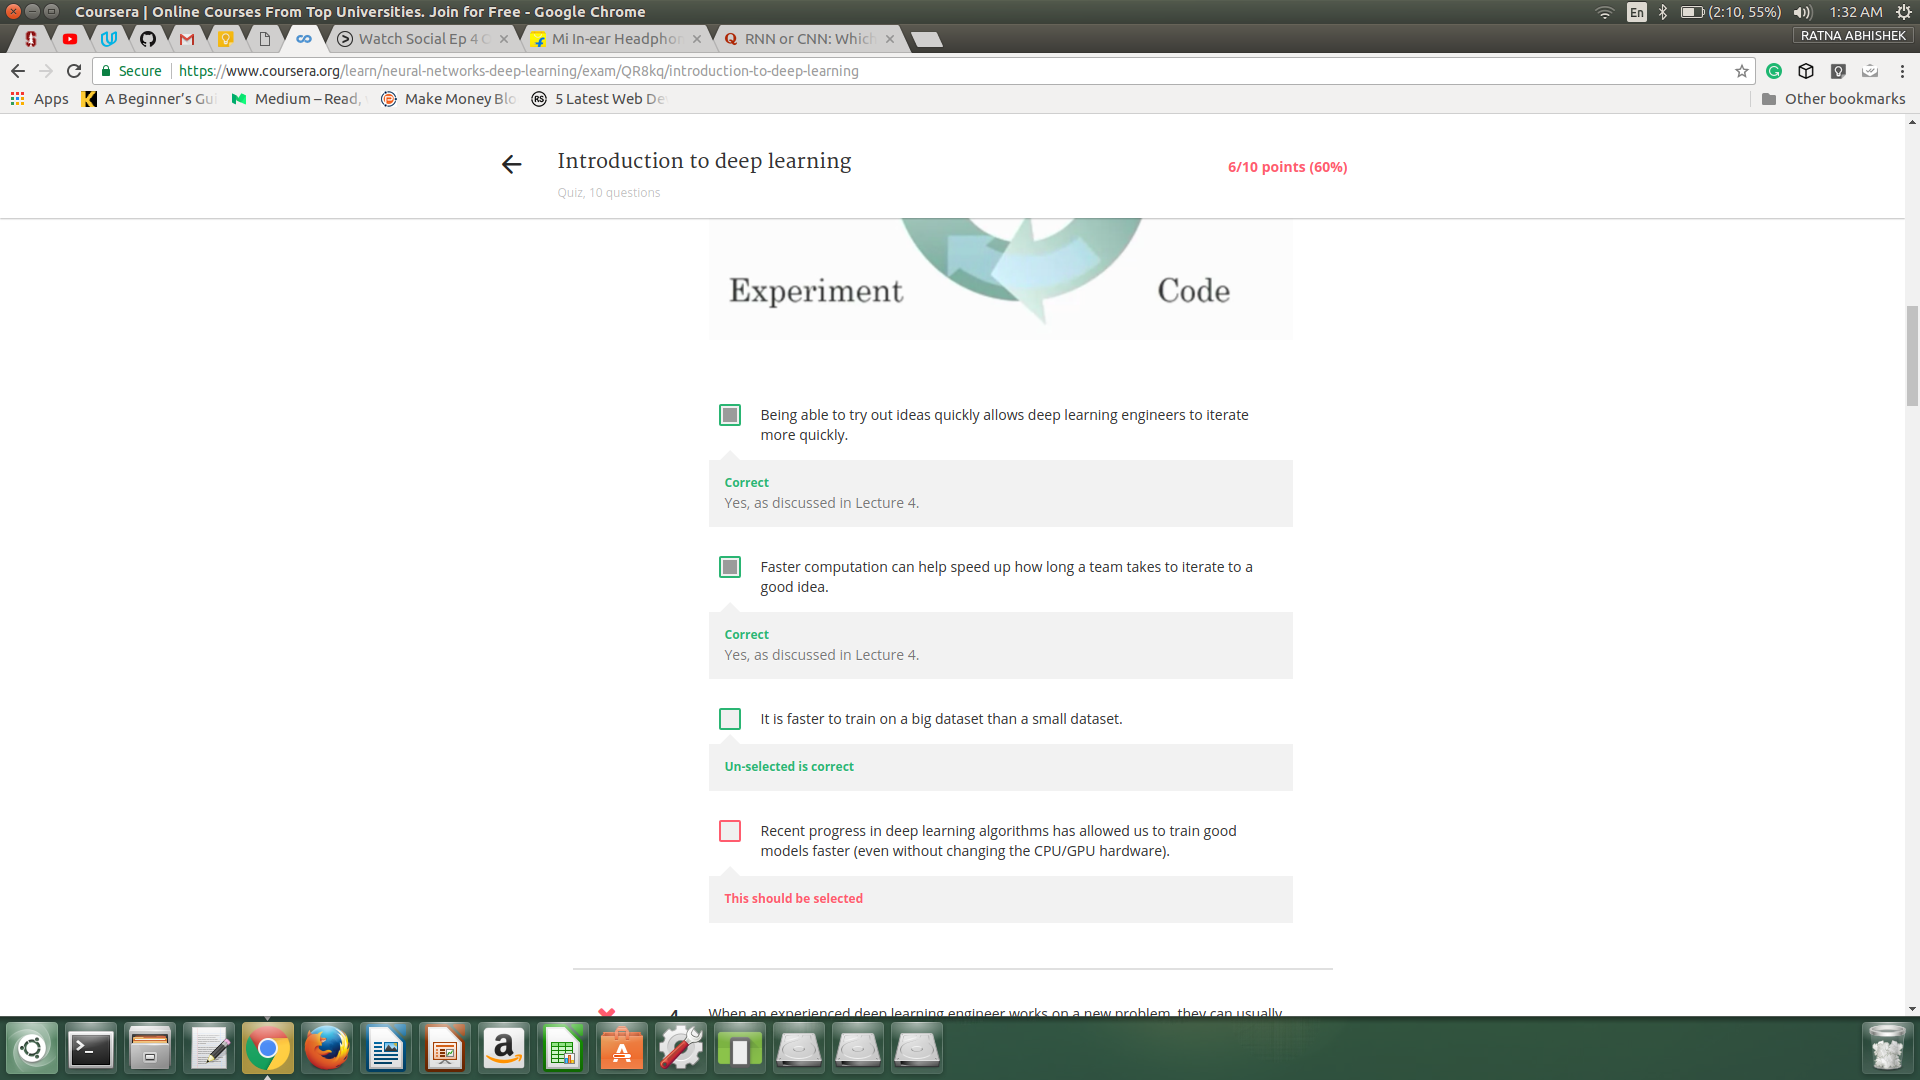 Coursera | Online Courses From Top Universities. Join for Free - Google Chrome
En
(2:10, 55%)
1:32 AM
Watch Social Ep 4
Mi In-ear Headphon
RNN or CNN: Which
RATNA ABHISHEK
Secure
https://www.coursera.org/learn/neural-networks-deep-learning/exam/QR8kq/introduction-to-deep-learning
Apps
A Beginner's Gui
Medium – Read,
Make Money Blo
5 Latest Web De
Other bookmarks
Introduction to deep learning
6/10 points (60%)
Quiz, 10 questions
Experiment
Code
Being able to try out ideas quickly allows deep learning engineers to iterate
more quickly.
Correct
Yes, as discussed in Lecture 4.
Faster computation can help speed up how long a team takes to iterate to a
good idea.
Correct
Yes, as discussed in Lecture 4.
It is faster to train on a big dataset than a small dataset.
Un-selected is correct
Recent progress in deep learning algorithms has allowed us to train good
models faster (even without changing the CPU/GPU hardware).
This should be selected
4
When an experienced deep learning engineer works on a new problem, they can usually